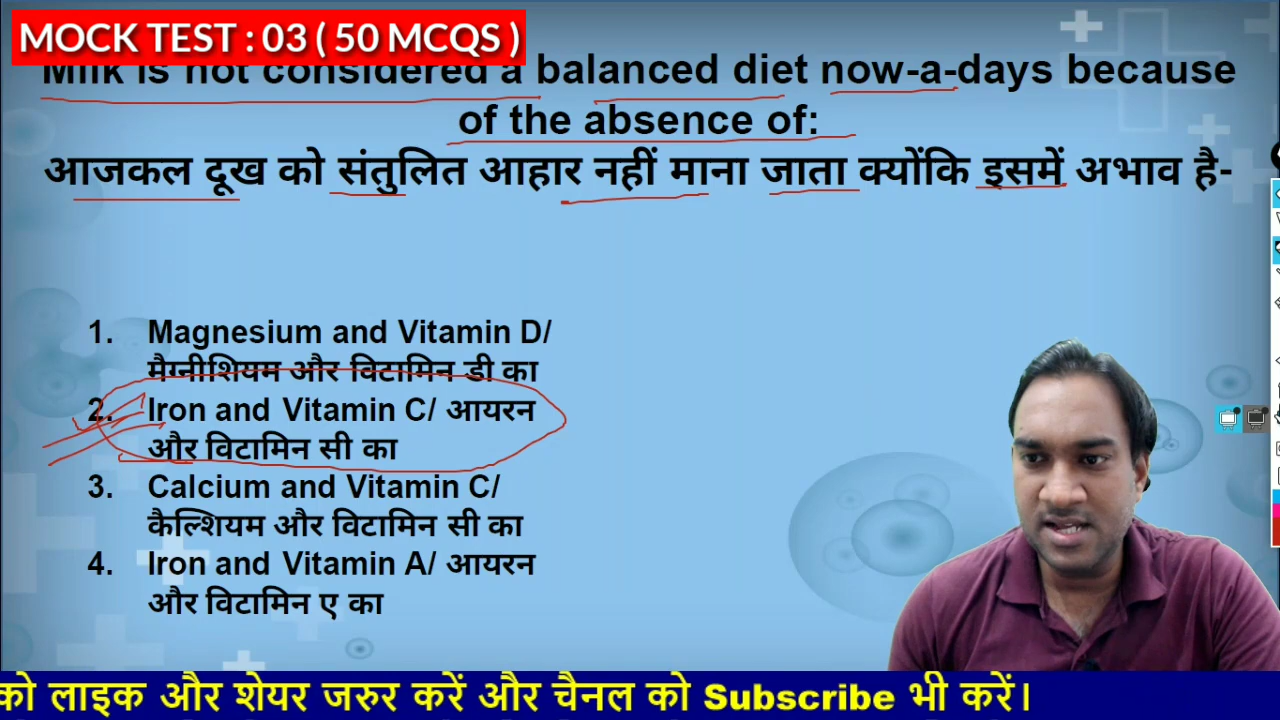 MOCK TEST : 03 ( 50 MCQS )
Milk is not considered a balanced diet now-a-days because
of the absence of:
आजकल दूख को संतुलित आहार नहीं माना जाता क्योंकि इसमें अभाव है-
1. Magnesium and Vitamin D/
मैग्नीशियम और विटामिन डी का
2. Iron and Vitamin C/ आयरन
और विटामिन सी का
3. Calcium and Vitamin C/
कैल्शियम और विटामिन सी का
4. Iron and Vitamin A/ आयरन
और विटामिन ए का
को लाइक और शेयर जरुर करें और चैनल को Subscribe भी करें।